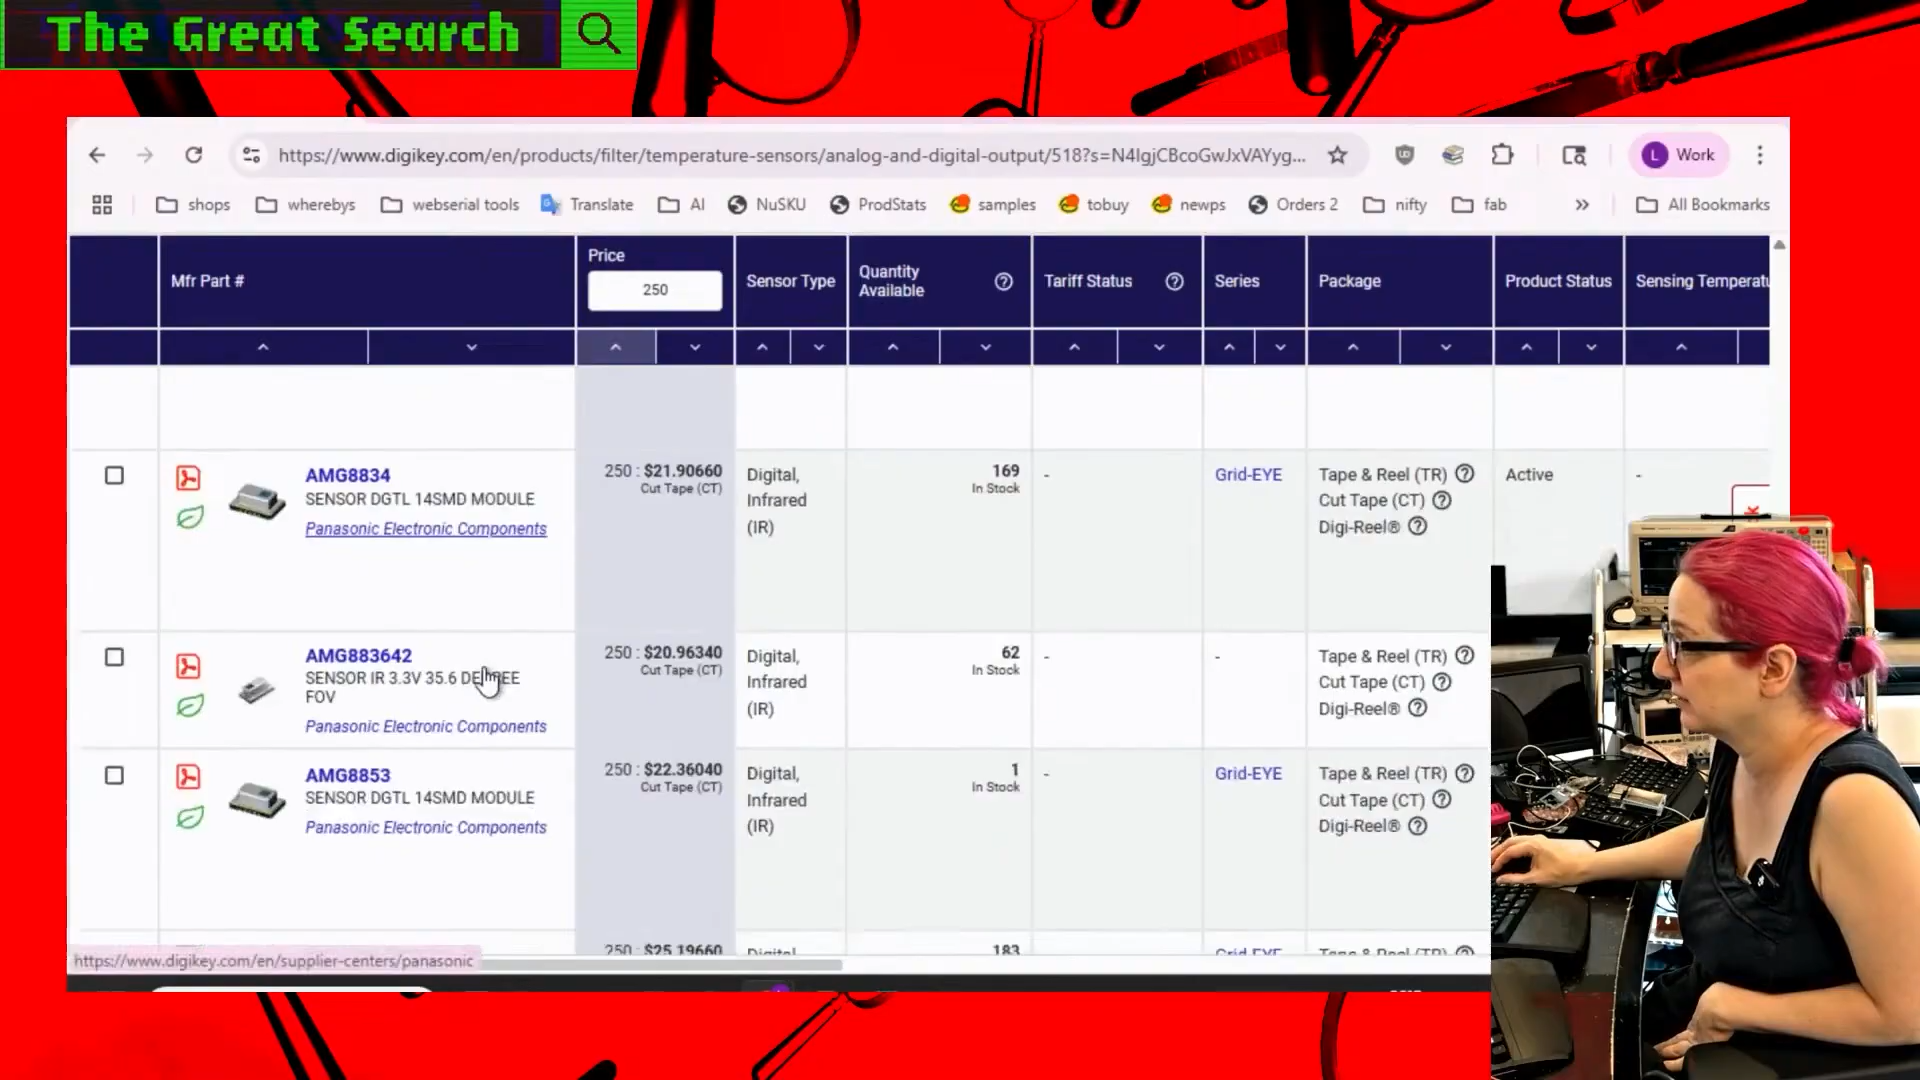 The Great Search
https://www.digikey.com/en/products/filter/temperature-sensors/analog-and-digital-output/518?s=N4IgjCBcoGwJxVAYyg...
Work
L
shops
wherebys
webserial tools
Translate
AI
NuSKU
ProdStats
samples
tobuy
newps
Orders 2
nifty
fab
»
All Bookmarks
Mfr Part #
Price
250
Sensor Type
Quantity
Available
Tariff Status
Series
Package
Product Status
Sensing Temperatu
AMG8834
SENSOR DGTL 14SMD MODULE
Panasonic Electronic Components
250 : $21.90660
Cut Tape (CT)
Digital,
Infrared
(IR)
169
In Stock
-
Grid-EYE
Tape & Reel (TR)
Cut Tape (CT)
Digi-Reel®
Active
-
AMG883642
SENSOR IR 3.3V 35.6 DEGREE
FOV
Panasonic Electronic Components
250 : $20.96340
Cut Tape (CT)
Digital,
Infrared
(IR)
62
In Stock
-
-
Tape & Reel (TR)
Cut Tape (CT)
Digi-Reel®
AMG8853
SENSOR DGTL 14SMD MODULE
Panasonic Electronic Components
250 : $22.36040
Cut Tape (CT)
Digital,
Infrared
(IR)
1
In Stock
-
Grid-EYE
Tape & Reel (TR)
Cut Tape (CT)
Digi-Reel®
250 : $25.19660
Digital,
183
Grid-EYE
Tape & Reel (TR)
https://www.digikey.com/en/supplier-centers/panasonic